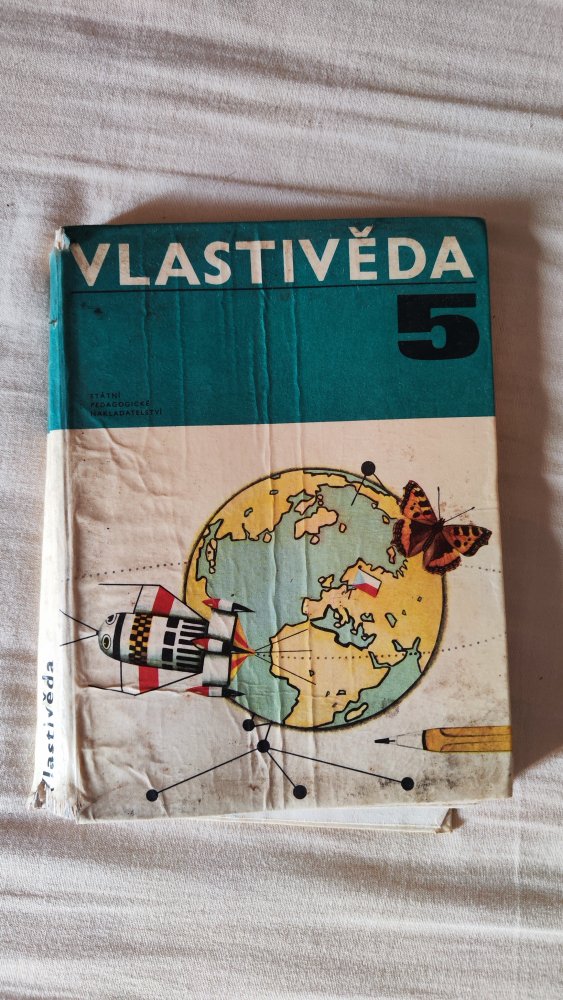 VLASTIVĚDA
5
STÁTNÍ
PEDAGOGICKÉ
NAKLADATELSTVÍ
Vlastivěda